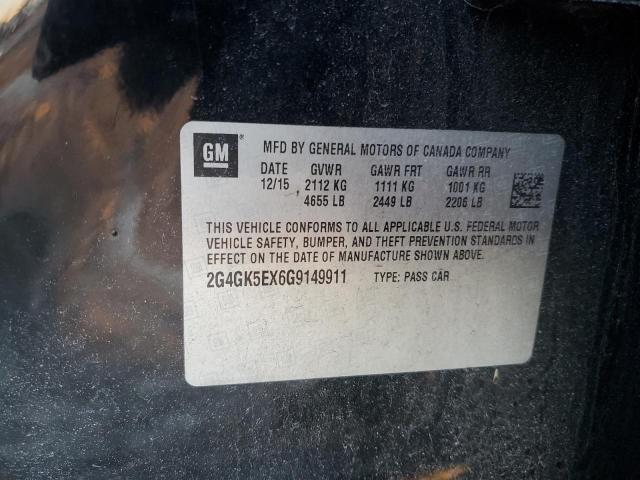 GM
MFD BY GENERAL MOTORS OF CANADA COMPANY
DATE GVWR GAWR FRT GAWR RR
12/15 2112 KG 1111 KG 1001 KG
4655 LB 2449 LB 2206 LB
THIS VEHICLE CONFORMS TO ALL APPLICABLE U.S. FEDERAL MOTOR
VEHICLE SAFETY, BUMPER, AND THEFT PREVENTION STANDARDS IN
EFFECT ON THE DATE OF MANUFACTURE SHOWN ABOVE.
2G4GK5EX6G9149911 TYPE: PASS CAR